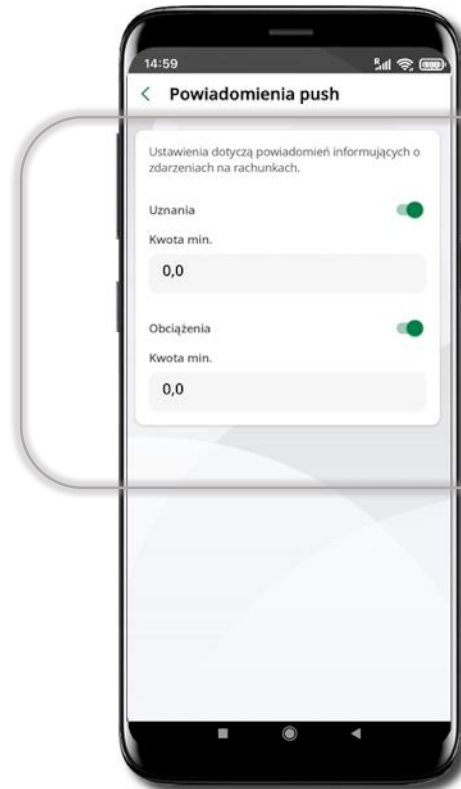 14:59
Powiadomienia push
Ustawienia dotyczą powiadomień informujących o
zdarzeniach na rachunkach.
Uznania
Kwota min.
0,0
Obciążenia
Kwota min.
0,0